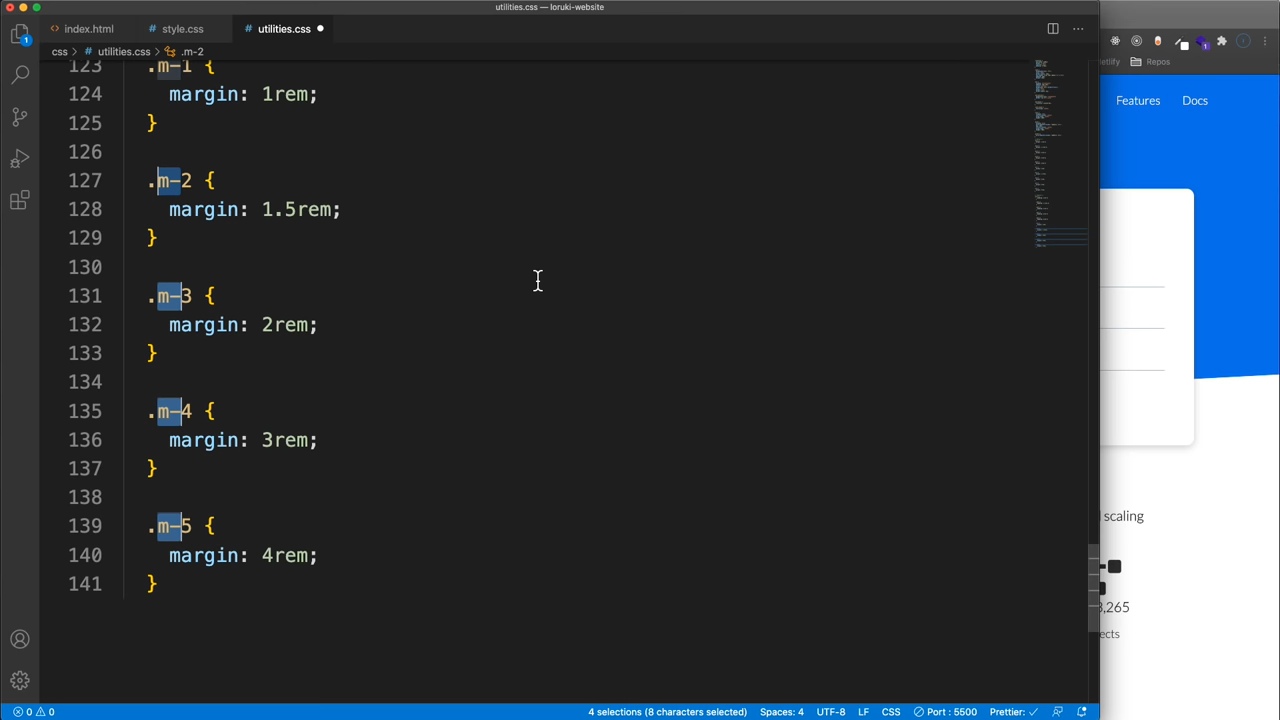 utilities.css — loruki-website
index.html
style.css
utilities.css
css > utilities.css > .m-2
123 .m-1 {
124 margin: 1rem;
125 }
126
127 .m-2 {
128 margin: 1.5rem;
129 }
130
131 .m-3 {
132 margin: 2rem;
133 }
134
135 .m-4 {
136 margin: 3rem;
137 }
138
139 .m-5 {
140 margin: 4rem;
141 }
4 selections (8 characters selected) Spaces: 4 UTF-8 LF CSS Port : 5500 Prettier: ✓
0 0
1
1
Repos
Features Docs
scaling
,265